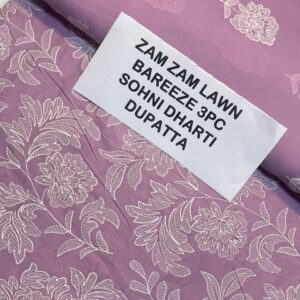 ZAM ZAM LAWN
BAREEZE 3PC
SOHNI DHARTI
DUPATTA